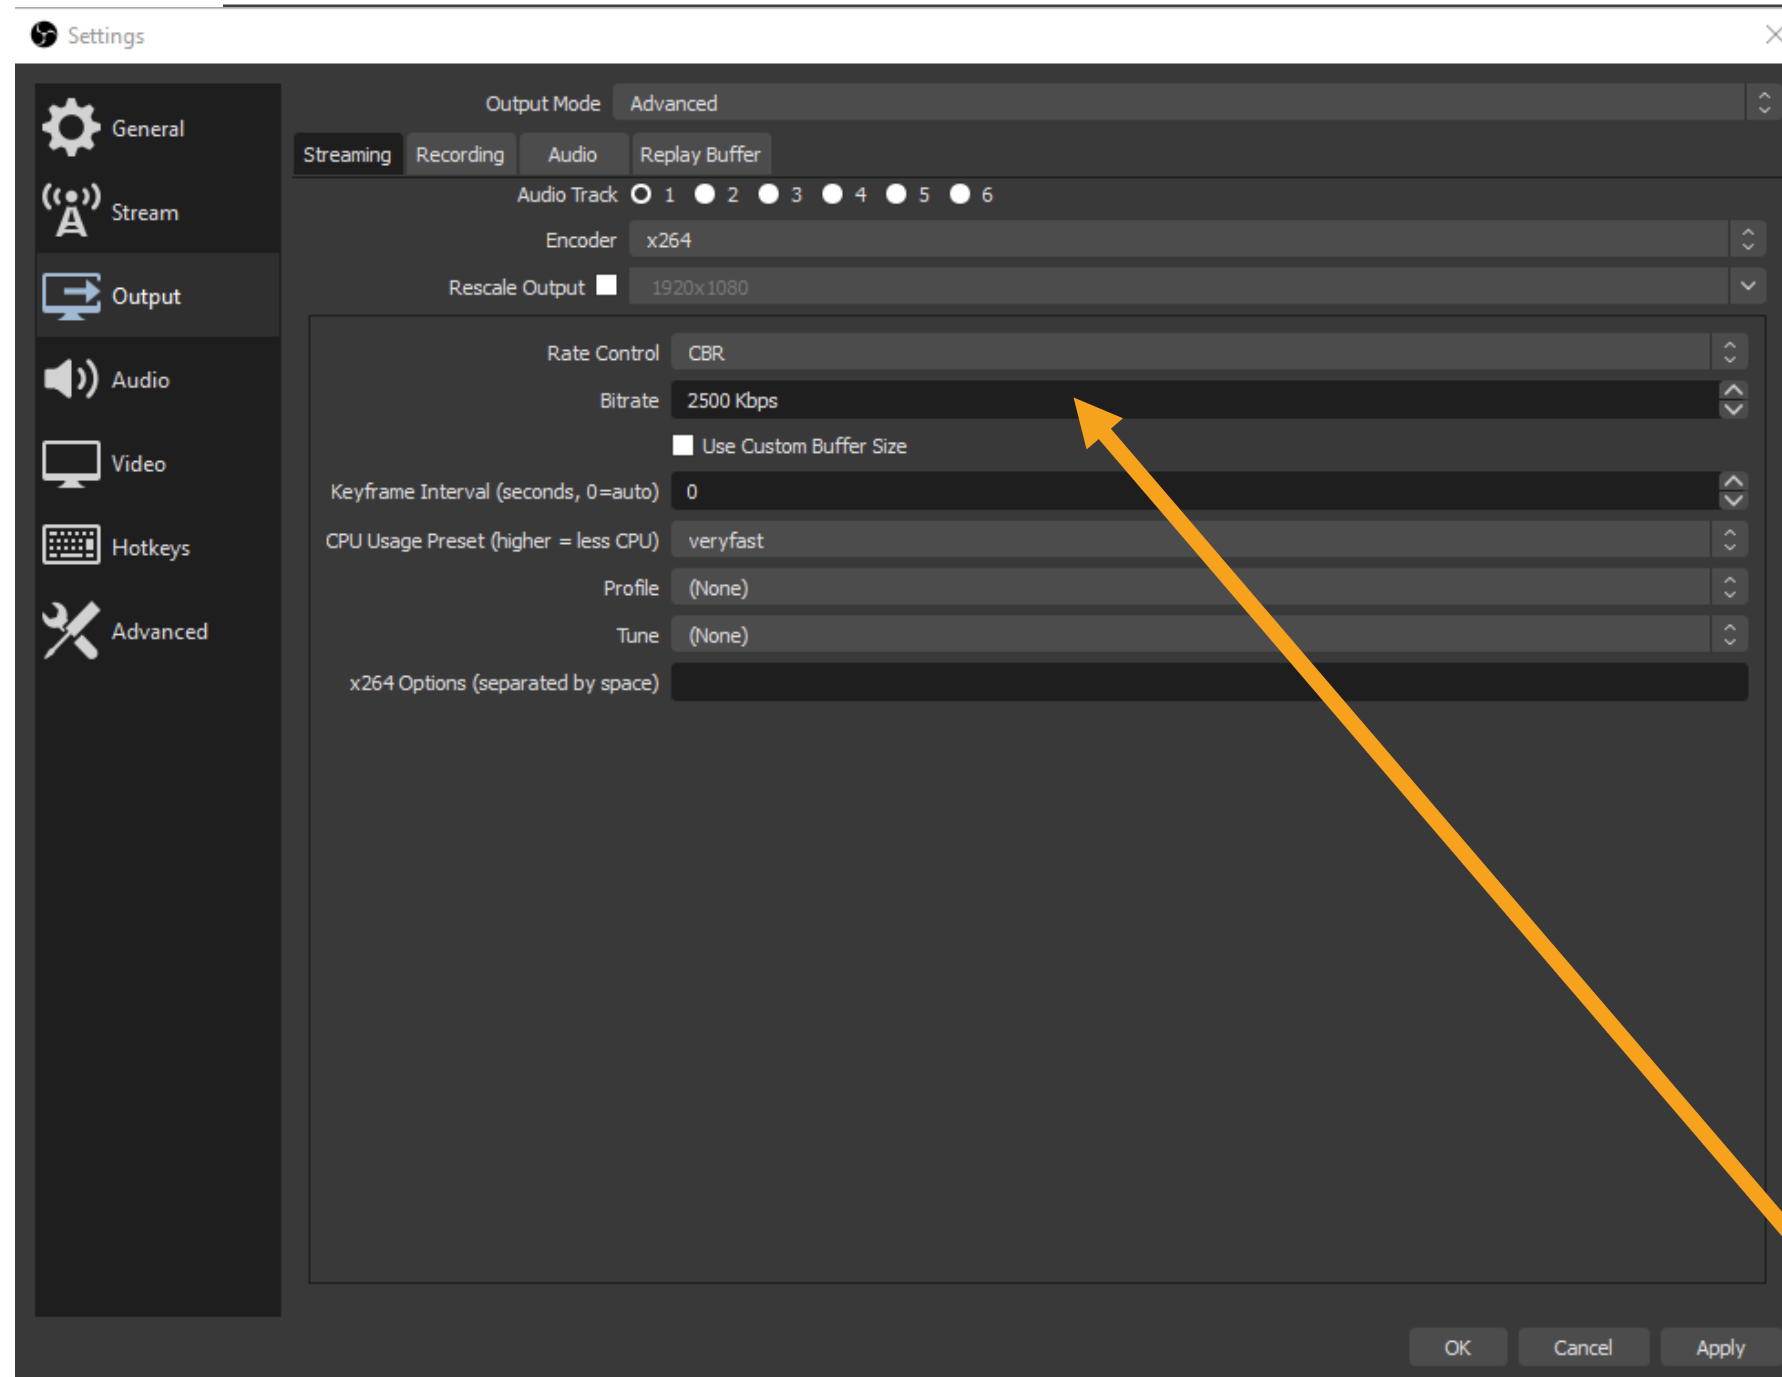 Settings
General
Stream
Output
Audio
Video
Hotkeys
Advanced
Output Mode Advanced
Streaming Recording Audio Replay Buffer
Audio Track 1 2 3 4 5 6
Encoder x264
Rescale Output 1920x1080
Rate Control CBR
Bitrate 2500 Kbps
Use Custom Buffer Size
Keyframe Interval (seconds, 0=auto) 0
CPU Usage Preset (higher = less CPU) veryfast
Profile (None)
Tune (None)
x264 Options (separated by space)
OK Cancel Apply